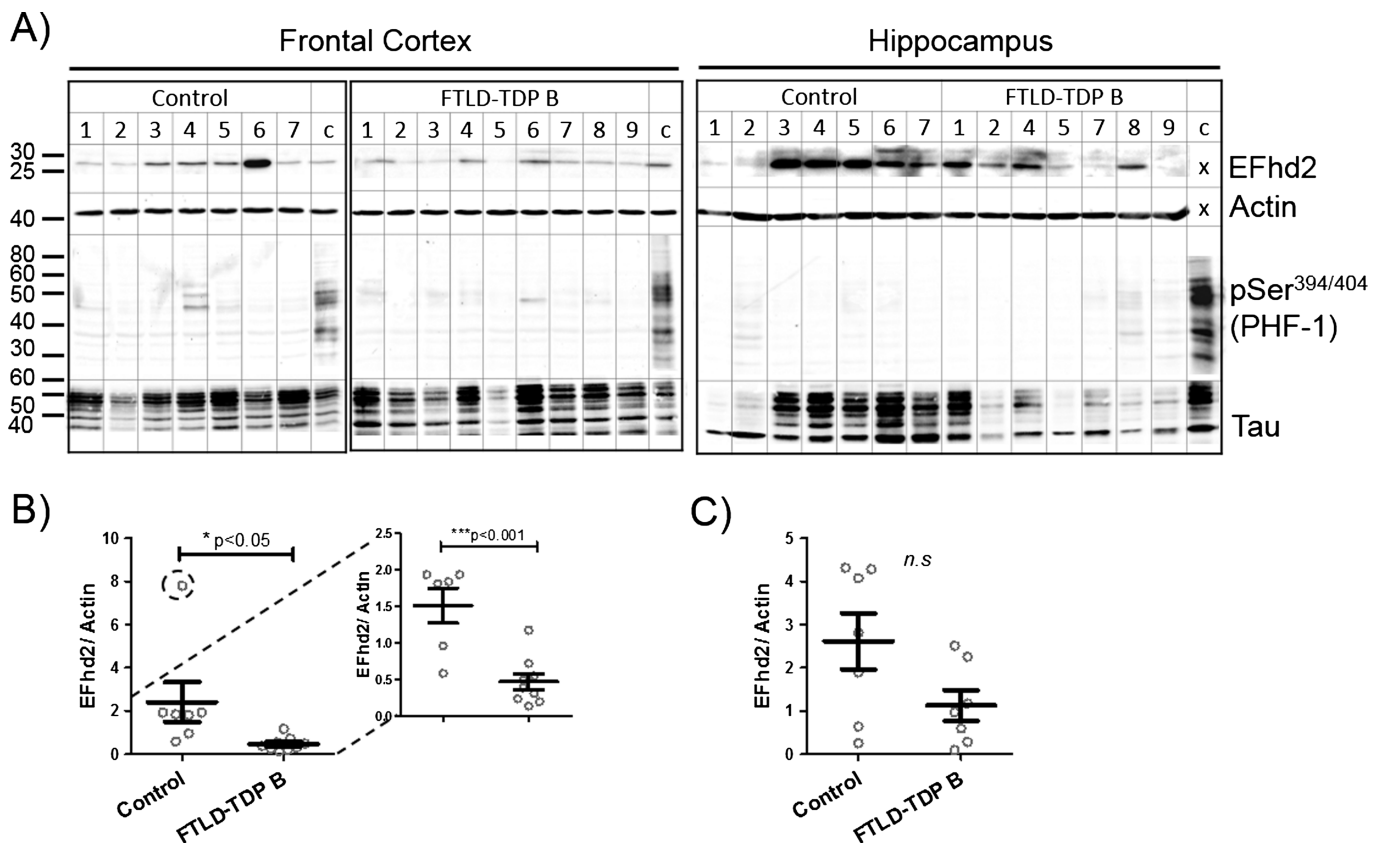 A)
Frontal Cortex
Hippocampus
Control
FTLD-TDP B
Control
FTLD-TDP B
1 2 3 4 5 6 7 c
1 2 3 4 5 6 7 8 9 c
1 2 3 4 5 6 7 1 2 4 5 7 8 9 c
30
25
x EFhd2
40
x Actin
80
60
50
40
30
pSer394/404
(PHF-1)
60
50
40
Tau
B)
EFhd2/ Actin
10
8
6
4
2
0
* p<0.05
Control
FTLD-TDP B
EFhd2/ Actin
2.5
2.0
1.5
1.0
0.5
0.0
***p<0.001
C)
EFhd2/ Actin
5
4
3
2
1
0
n.s
Control
FTLD-TDP B